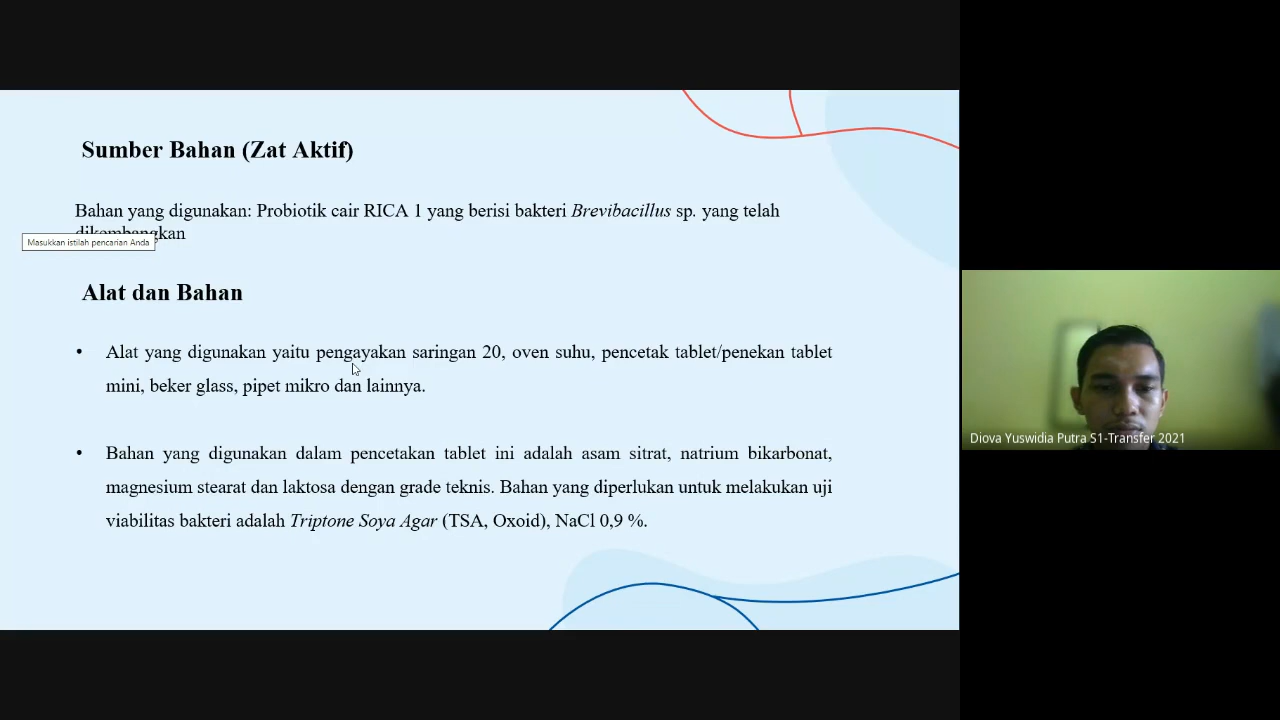 Sumber Bahan (Zat Aktif)
Bahan yang digunakan: Probiotik cair RICA 1 yang berisi bakteri Brevibacillus sp. yang telah
dikembangkan
Masukkan istilah pencarian Anda
Alat dan Bahan
• Alat yang digunakan yaitu pengayakan saringan 20, oven suhu, pencetak tablet/penekan tablet
mini, beker glass, pipet mikro dan lainnya.
• Bahan yang digunakan dalam pencetakan tablet ini adalah asam sitrat, natrium bikarbonat,
magnesium stearat dan laktosa dengan grade teknis. Bahan yang diperlukan untuk melakukan uji
viabilitas bakteri adalah Triptone Soya Agar (TSA, Oxoid), NaCl 0,9 %.
Diova Yuswidia Putra S1-Transfer 2021